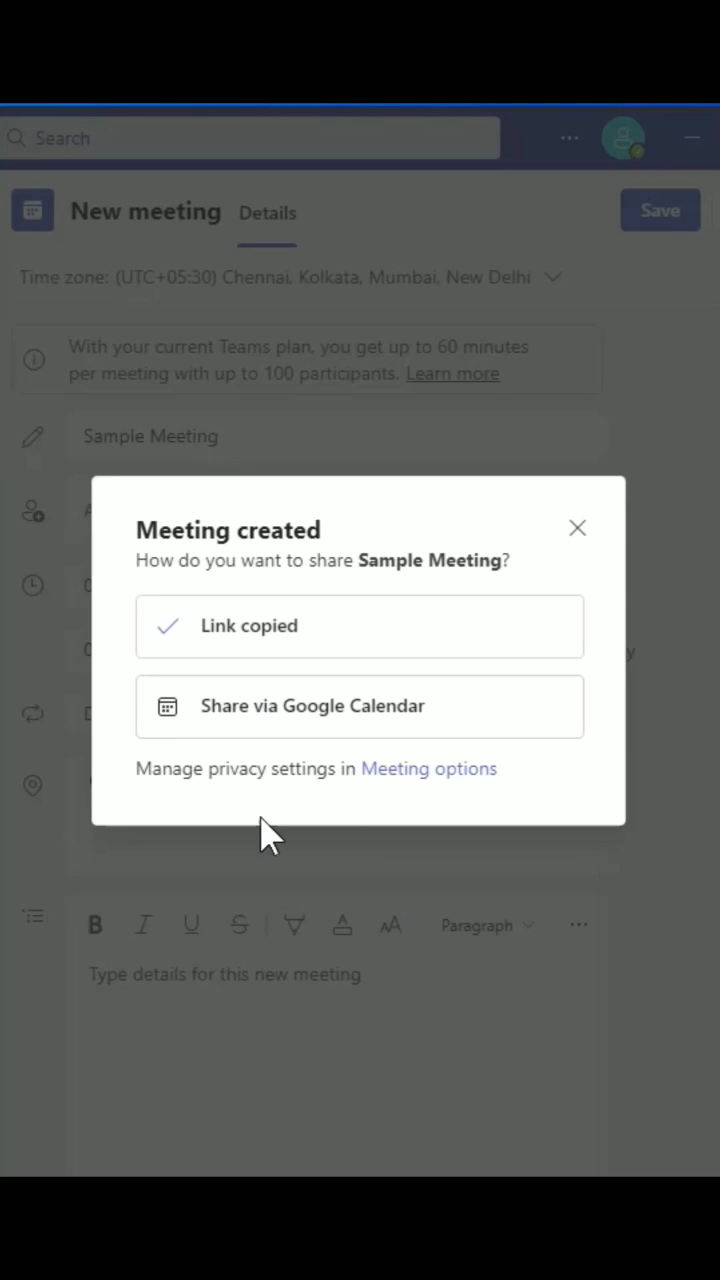 Search
New meeting Details Save
Time zone: (UTC+05:30) Chennai, Kolkata, Mumbai, New Delhi
With your current Teams plan, you get up to 60 minutes
per meeting with up to 100 participants. Learn more
Sample Meeting
Meeting created
How do you want to share Sample Meeting?
Link copied
Share via Google Calendar
Manage privacy settings in Meeting options
B I U S A AA Paragraph
Type details for this new meeting